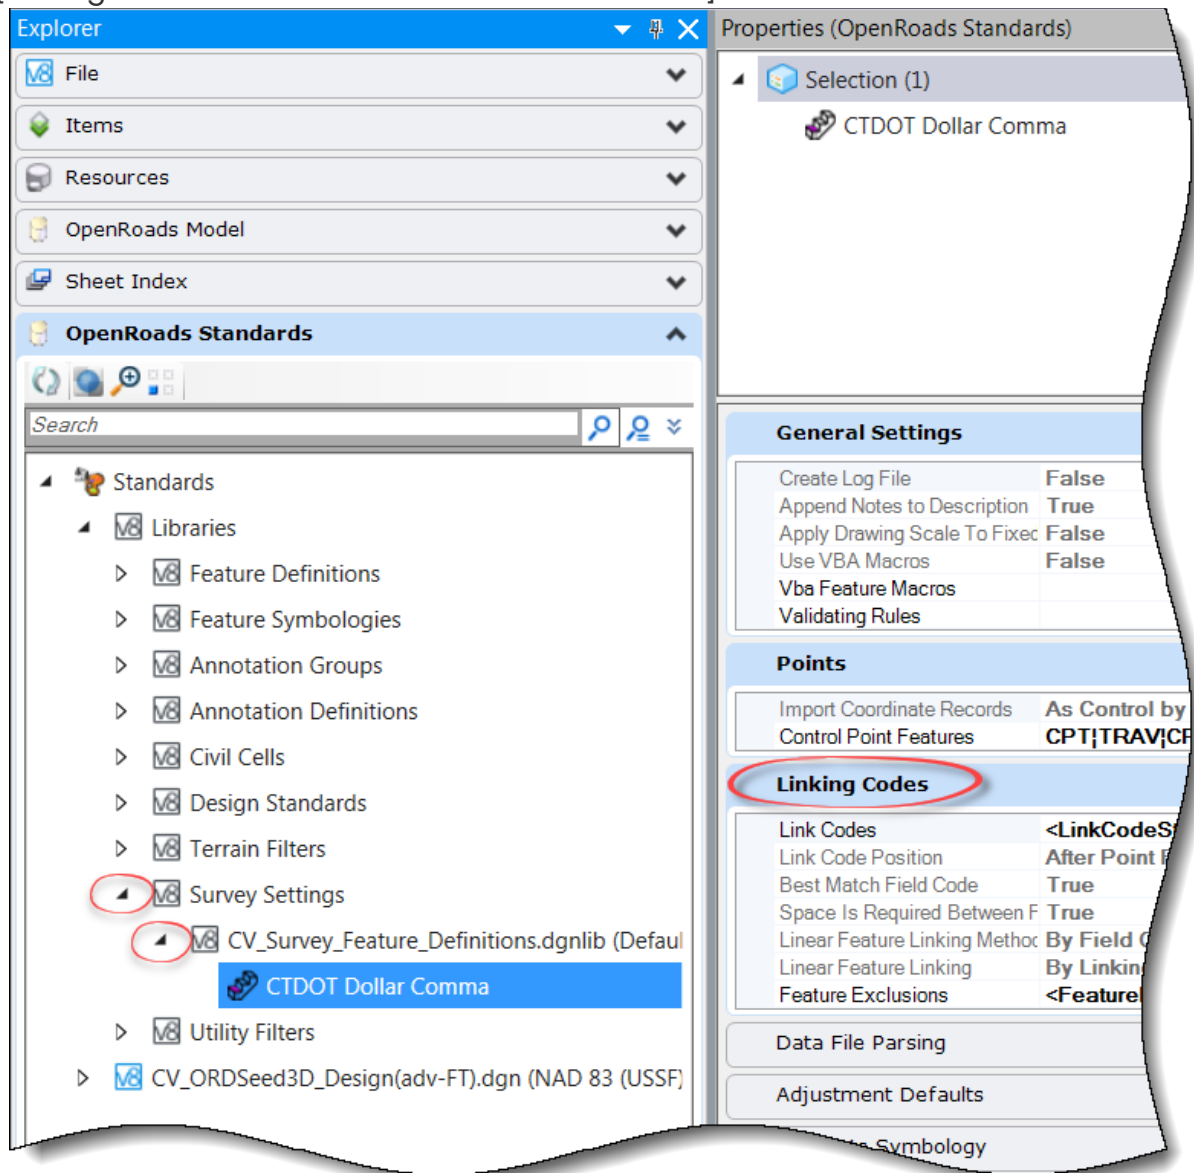 Explorer
File
Items
Resources
OpenRoads Model
Sheet Index
OpenRoads Standards
Search
Standards
Libraries
Feature Definitions
Feature Symbologies
Annotation Groups
Annotation Definitions
Civil Cells
Design Standards
Terrain Filters
Survey Settings
CV_Survey_Feature_Definitions.dgnlib (Defaul
CTDOT Dollar Comma
Utility Filters
CV_ORDSeed3D_Design(adv-FT).dgn (NAD 83 (USSF)
Properties (OpenRoads Standards)
Selection (1)
CTDOT Dollar Comma
General Settings
Create Log File False
Append Notes to Description True
Apply Drawing Scale To Fixed False
Use VBA Macros False
Vba Feature Macros
Validating Rules
Points
Import Coordinate Records As Control by
Control Point Features CPT¦TRAV¦CP
Linking Codes
Link Codes <LinkCodeS
Link Code Position After Point
Best Match Field Code True
Space Is Required Between F True
Linear Feature Linking Method By Field
Linear Feature Linking By Linkin
Feature Exclusions <Feature
Data File Parsing
Adjustment Defaults
Symbology